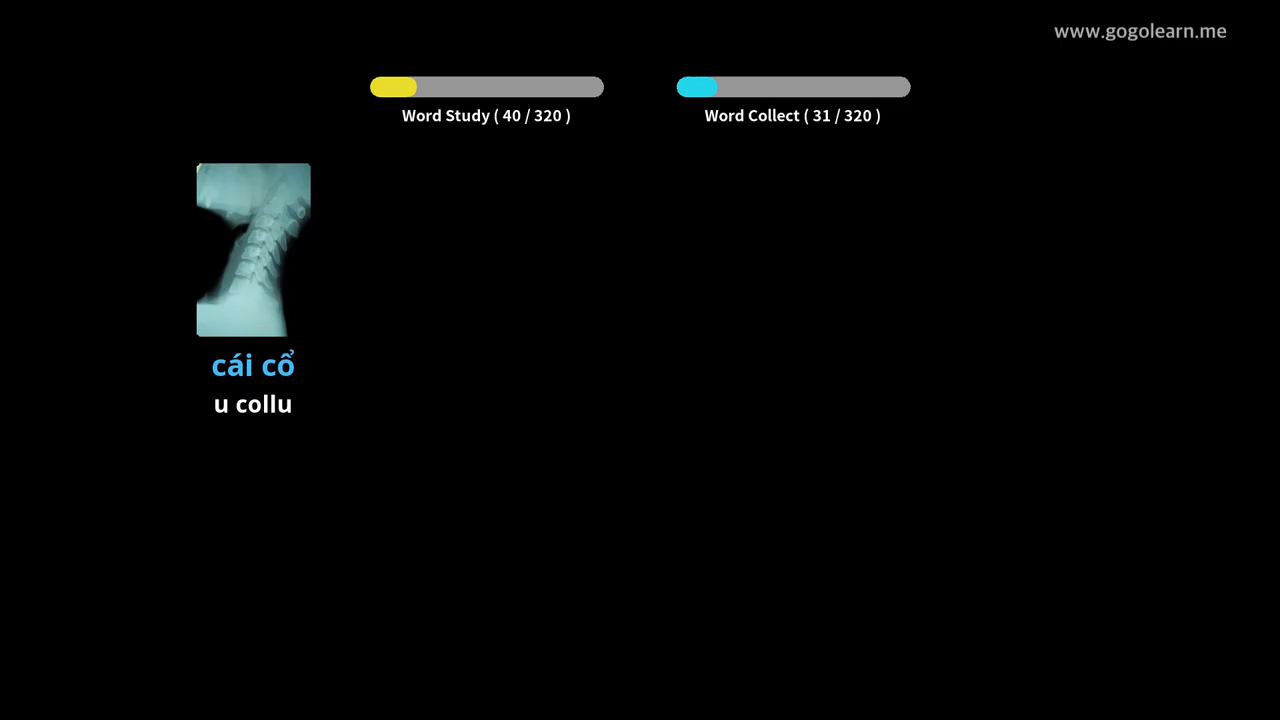 www.gogolearn.me
Word Study ( 40 / 320 )
Word Collect ( 31 / 320 )
cái cổ
u collu